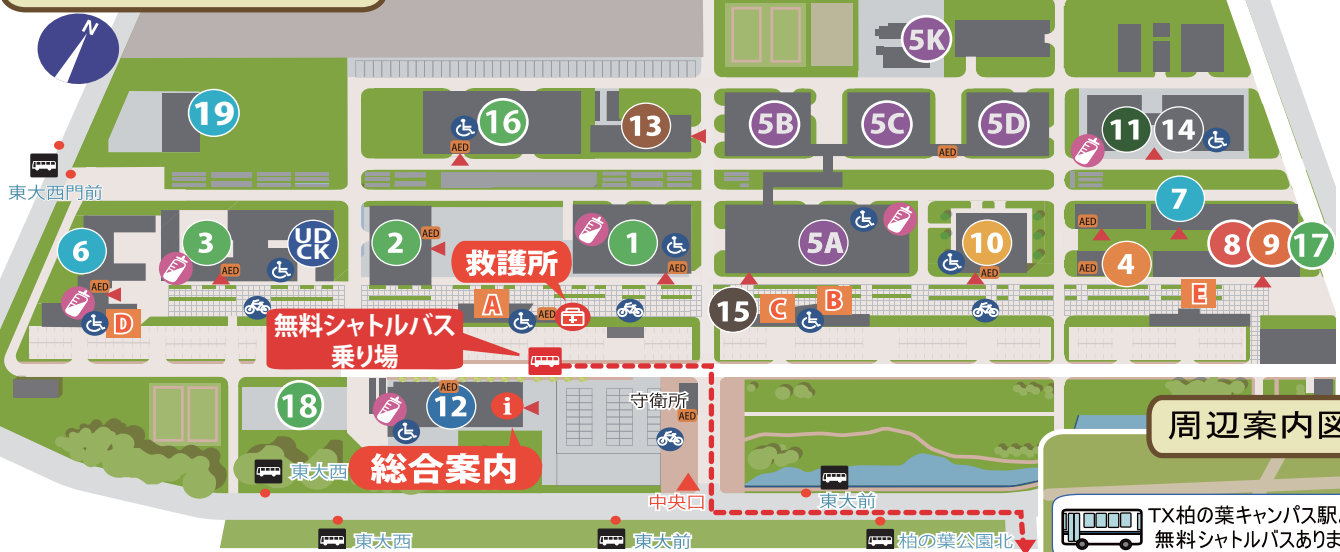 N
5K
19
16
13
5B
5C
5D
11
14
AED
AED
東大西門前
7
6
3
UD
CK
2
AED
1
5A
10
AED
8
9
17
4
AED
AED
救護所
AED
AED
AED
D
A
AED
15
C
B
E
無料シャトルバス
乗り場
18
AED
12
i
守衛所
AED
東大西
総合案内
中央口
東大前
周辺案内図
東大西
東大前
柏の葉公園北
TX柏の葉キャンパス駅
無料シャトルバスありま